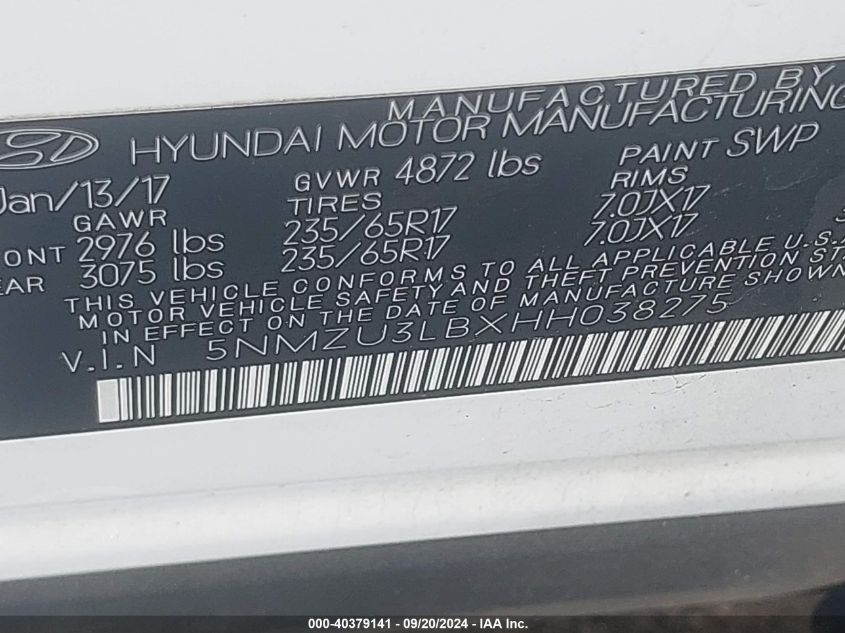 MANUFACTURED BY
HYUNDAI MOTOR MANUFACTURING
Jan/13/17 GVWR 4872 lbs PAINT SWP
GAWR TIRES RIMS
2976 lbs 235/65R17 7.0JX17
3075 lbs 235/65R17 7.0JX17
THIS VEHICLE CONFORMS TO ALL APPLICABLE U.S.
MOTOR VEHICLE SAFETY AND THEFT PREVENTION
IN EFFECT ON THE DATE OF MANUFACTURE SHOWN
V.I.N 5NMZU3LBXHH038275
000-40379141 - 09/20/2024 - IAA Inc.